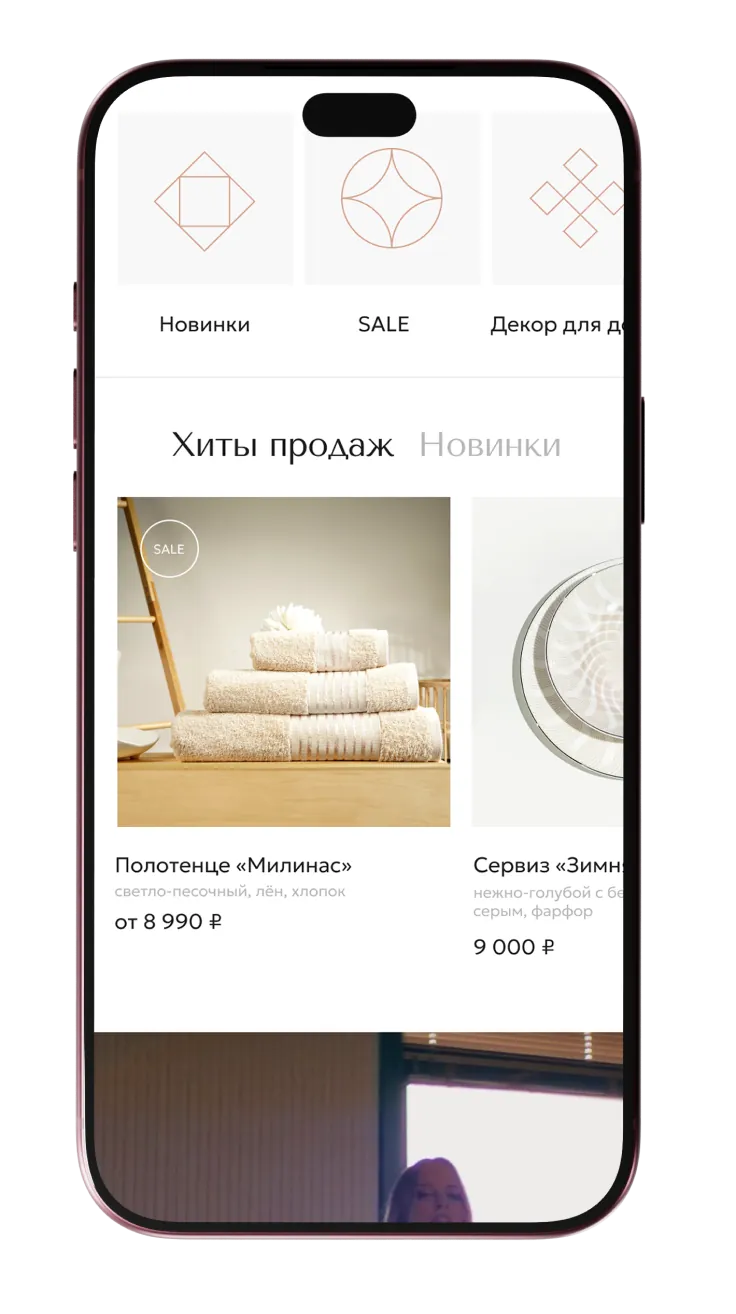 Новинки
SALE
Декор для
Хиты продаж
Новинки
SALE
Полотенце «Милинас»
светло-песочный, лён, хлопок
от 8 990 ₽
Сервиз
нежно-голубой с
серым, фарфор
9 000 ₽